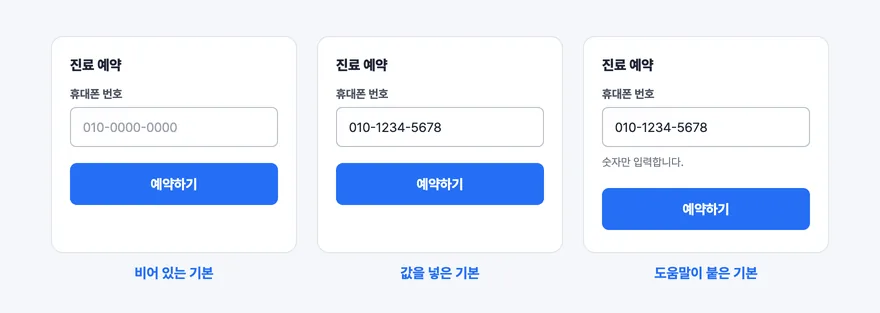 진료 예약
휴대폰 번호
010-0000-0000
예약하기
비어 있는 기본
진료 예약
휴대폰 번호
010-1234-5678
예약하기
값을 넣은 기본
진료 예약
휴대폰 번호
010-1234-5678
숫자만 입력합니다.
예약하기
도움말이 붙은 기본